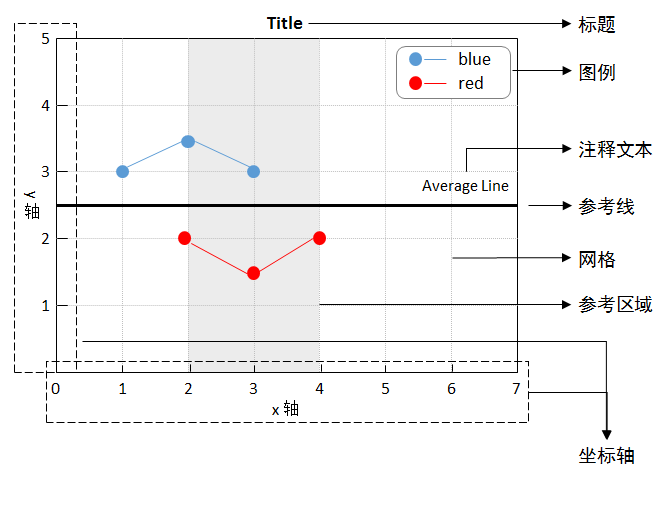 Title
标题
5
blue
red
图例
4
3
注释文本
Average Line
y 轴
参考线
2
网格
1
参考区域
0 1 2 3 4 5 6 7
x 轴
坐标轴